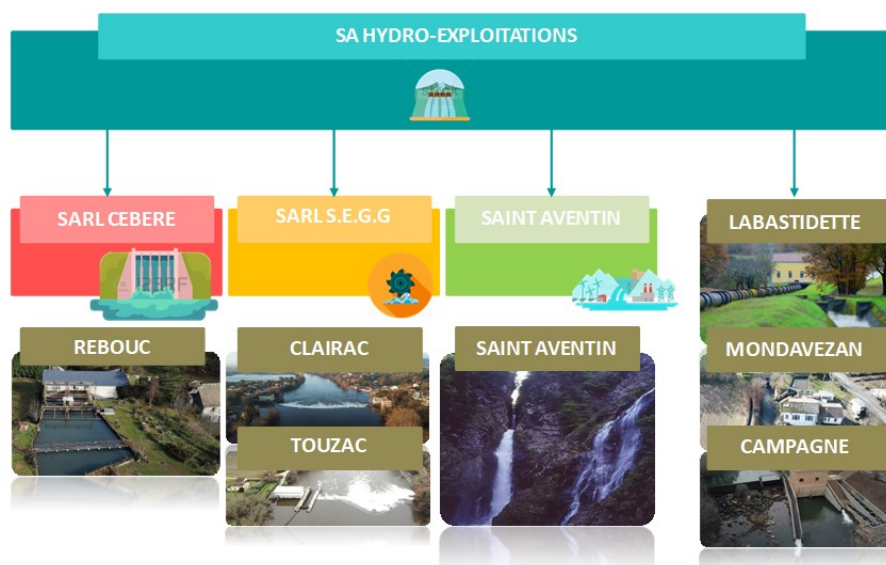 SA HYDRO-EXPLOITATIONS
SARL CEBERE
SARL S.E.G.G
SAINT AVENTIN
LABASTIDETTE
REBOUC
CLAIRAC
SAINT AVENTIN
MONDAVEZAN
TOUZAC
CAMPAGNE